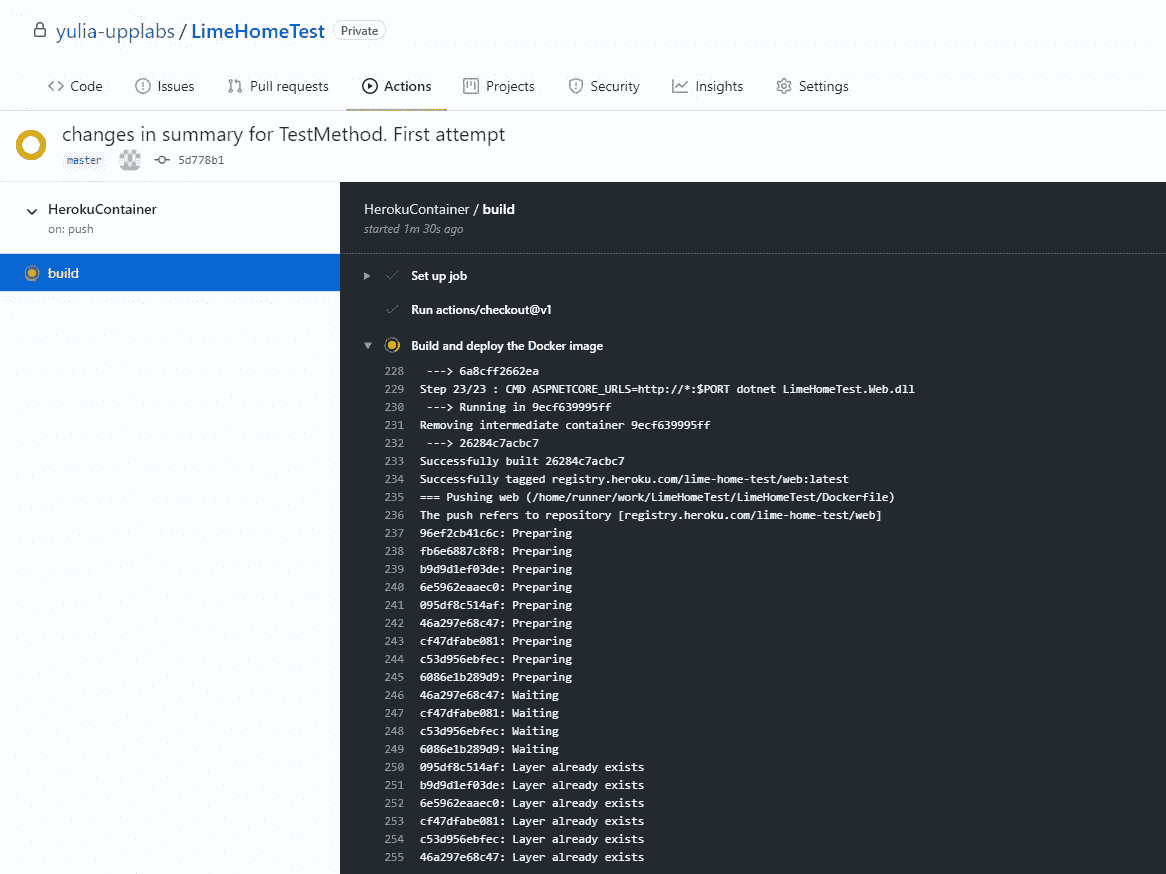 yulia-upplabs / LimeHomeTest Private
Code Issues Pull requests Actions Projects Security Insights Settings
changes in summary for TestMethod. First attempt
master 5d778b1
HerokuContainer
on: push
build
HerokuContainer / build
started 1m 30s ago
Set up job
Run actions/checkout@v1
Build and deploy the Docker image
228 ---> 6a8cff2662ea
229 Step 23/23 : CMD ASPNETCORE_URLS=http://*:$PORT dotnet LimeHomeTest.Web.dll
230 ---> Running in 9ecf639995ff
231 Removing intermediate container 9ecf639995ff
232 ---> 26284c7acbc7
233 Successfully built 26284c7acbc7
234 Successfully tagged registry.heroku.com/lime-home-test/web:latest
235 === Pushing web (/home/runner/work/LimeHomeTest/LimeHomeTest/Dockerfile)
236 The push refers to repository [registry.heroku.com/lime-home-test/web]
237 96ef2cb41c6c: Preparing
238 fb6e6887c8f8: Preparing
239 b9d9d1ef03de: Preparing
240 6e5962eaaec0: Preparing
241 095df8c514af: Preparing
242 46a297e68c47: Preparing
243 cf47dfabe081: Preparing
244 c53d956ebfec: Preparing
245 6086e1b289d9: Preparing
246 46a297e68c47: Waiting
247 cf47dfabe081: Waiting
248 c53d956ebfec: Waiting
249 6086e1b289d9: Waiting
250 095df8c514af: Layer already exists
251 b9d9d1ef03de: Layer already exists
252 6e5962eaaec0: Layer already exists
253 cf47dfabe081: Layer already exists
254 c53d956ebfec: Layer already exists
255 46a297e68c47: Layer already exists